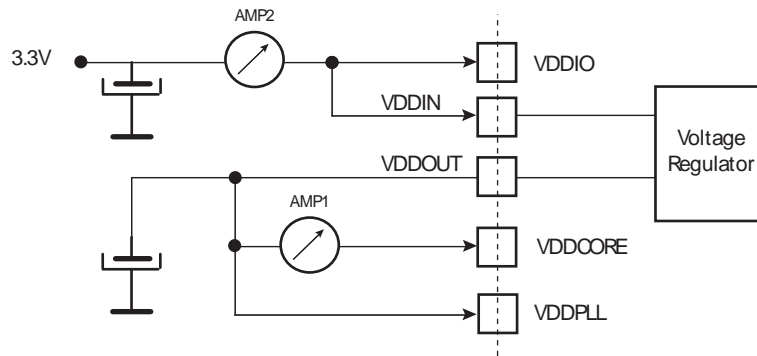 AMP2
3.3V
VDDIO
VDDIN
Voltage
Regulator
VDDOUT
AMP1
VDDCORE
VDDPLL